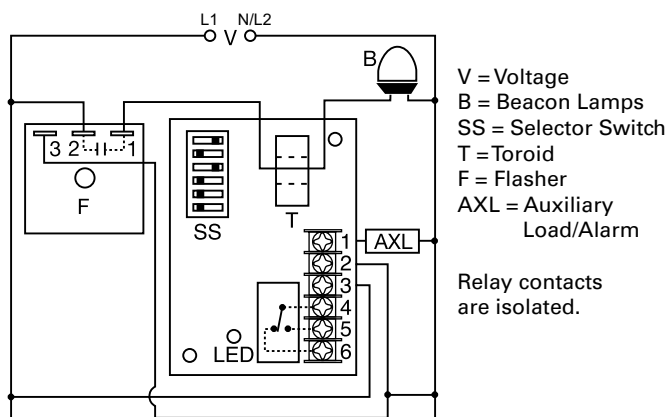 L1 N/L2
V
B
3 2 1
F
SS
T
1
AXL
2
3
4
5
6
LED
V = Voltage
B = Beacon Lamps
SS = Selector Switch
T = Toroid
F = Flasher
AXL = Auxiliary
Load/Alarm
Relay contacts
are isolated.